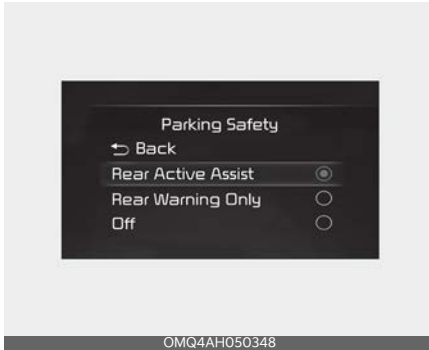 Parking Safety
Back
Rear Active Assist
Rear Warning Only
Off
OMQ4AH050348